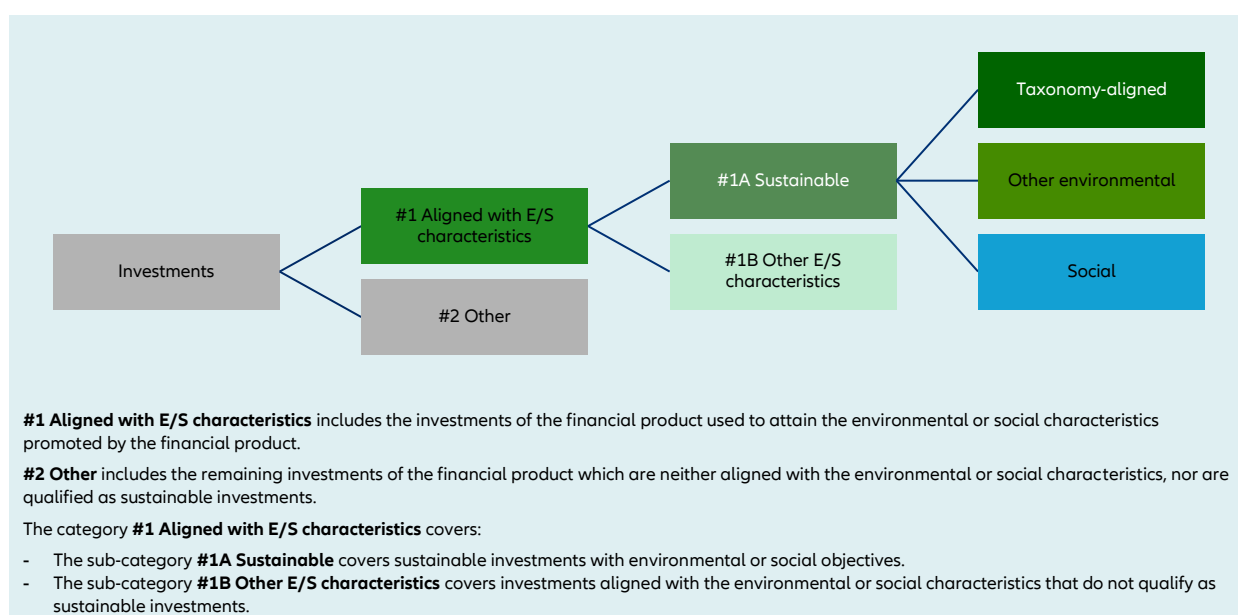 Taxonomy-aligned
#1A Sustainable
Other environmental
#1 Aligned with E/S
characteristics
#1B Other E/S
characteristics
Investments
Social
#2 Other
#1 Aligned with E/S characteristics includes the investments of the financial product used to attain the environmental or social characteristics
promoted by the financial product.
#2 Other includes the remaining investments of the financial product which are neither aligned with the environmental or social characteristics, nor are
qualified as sustainable investments.
The category #1 Aligned with E/S characteristics covers:
- The sub-category #1A Sustainable covers sustainable investments with environmental or social objectives.
- The sub-category #1B Other E/S characteristics covers investments aligned with the environmental or social characteristics that do not qualify as
sustainable investments.